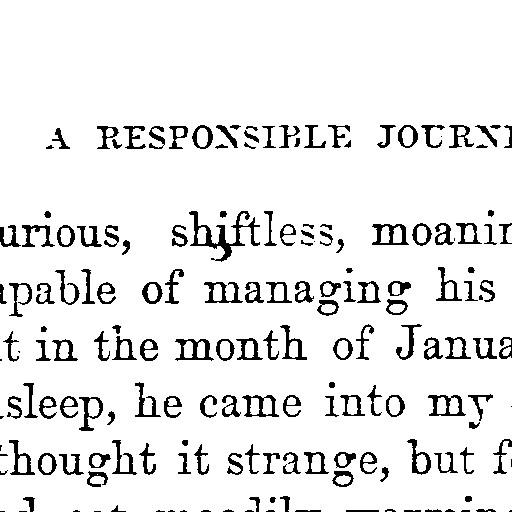 A RESPONSIBLE JOURN
urious, shiftless, moanin
apable of managing his
t in the month of Janua
asleep, he came into my
thought it strange, but f